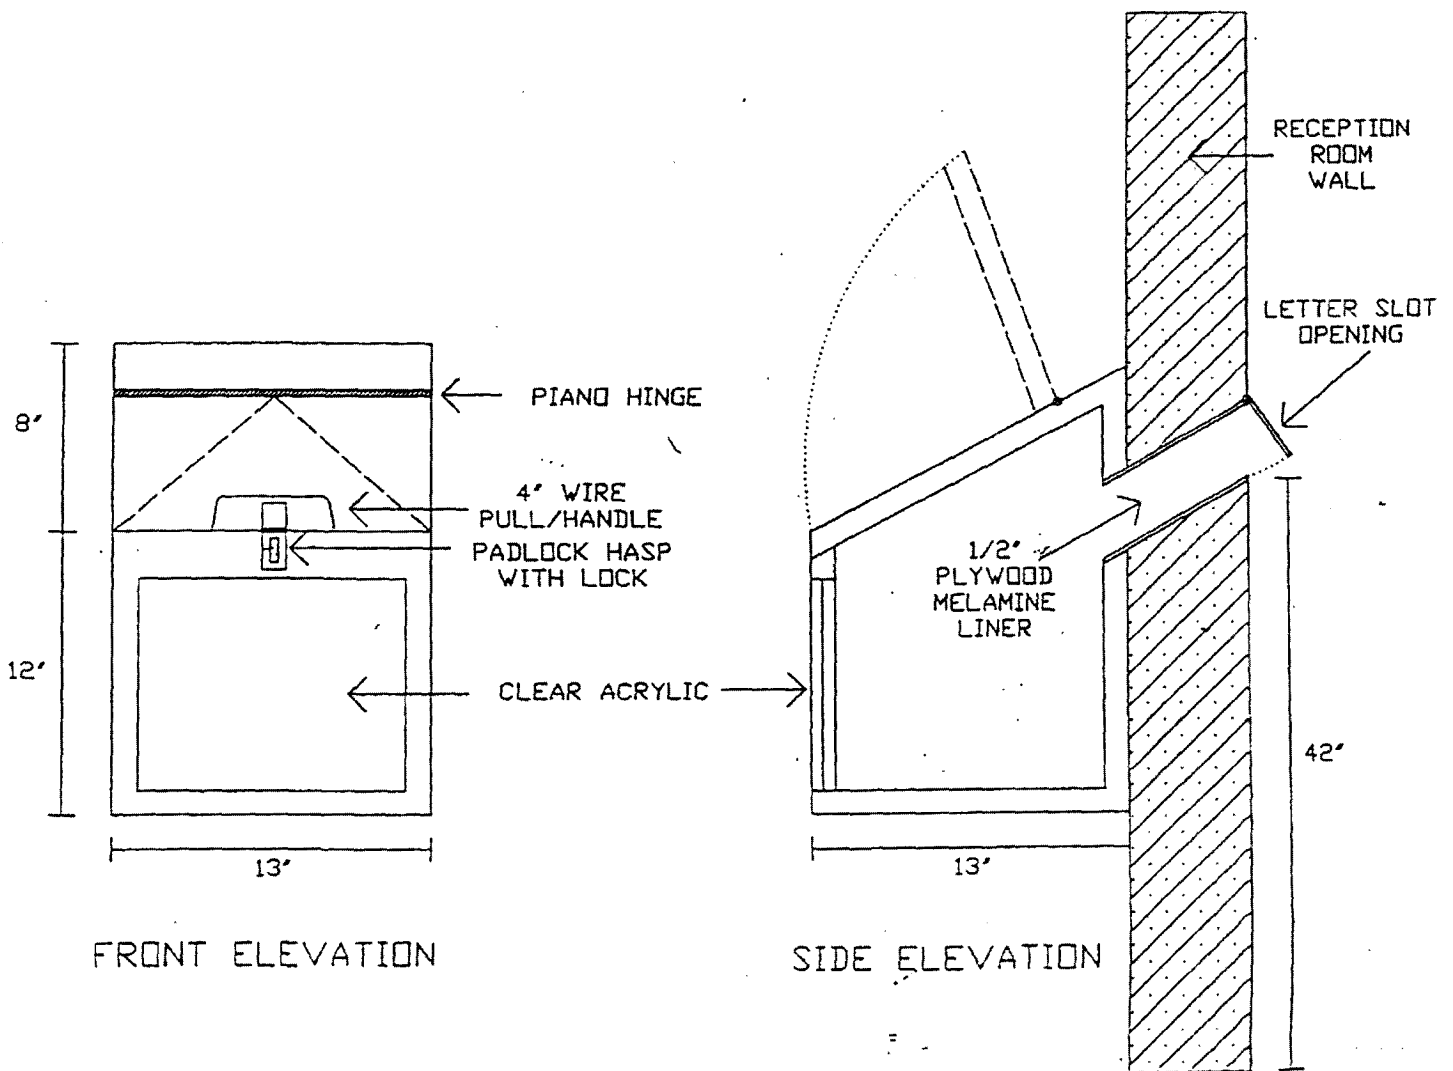 RECEPTION
ROOM
WALL
LETTER SLOT
OPENING
PIANO HINGE
8"
4" WIRE
PULL/HANDLE
PADLOCK HASP
WITH LOCK
1/2"
PLYWOOD
MELAMINE
LINER
12"
CLEAR ACRYLIC
42"
13"
13"
FRONT ELEVATION
SIDE ELEVATION